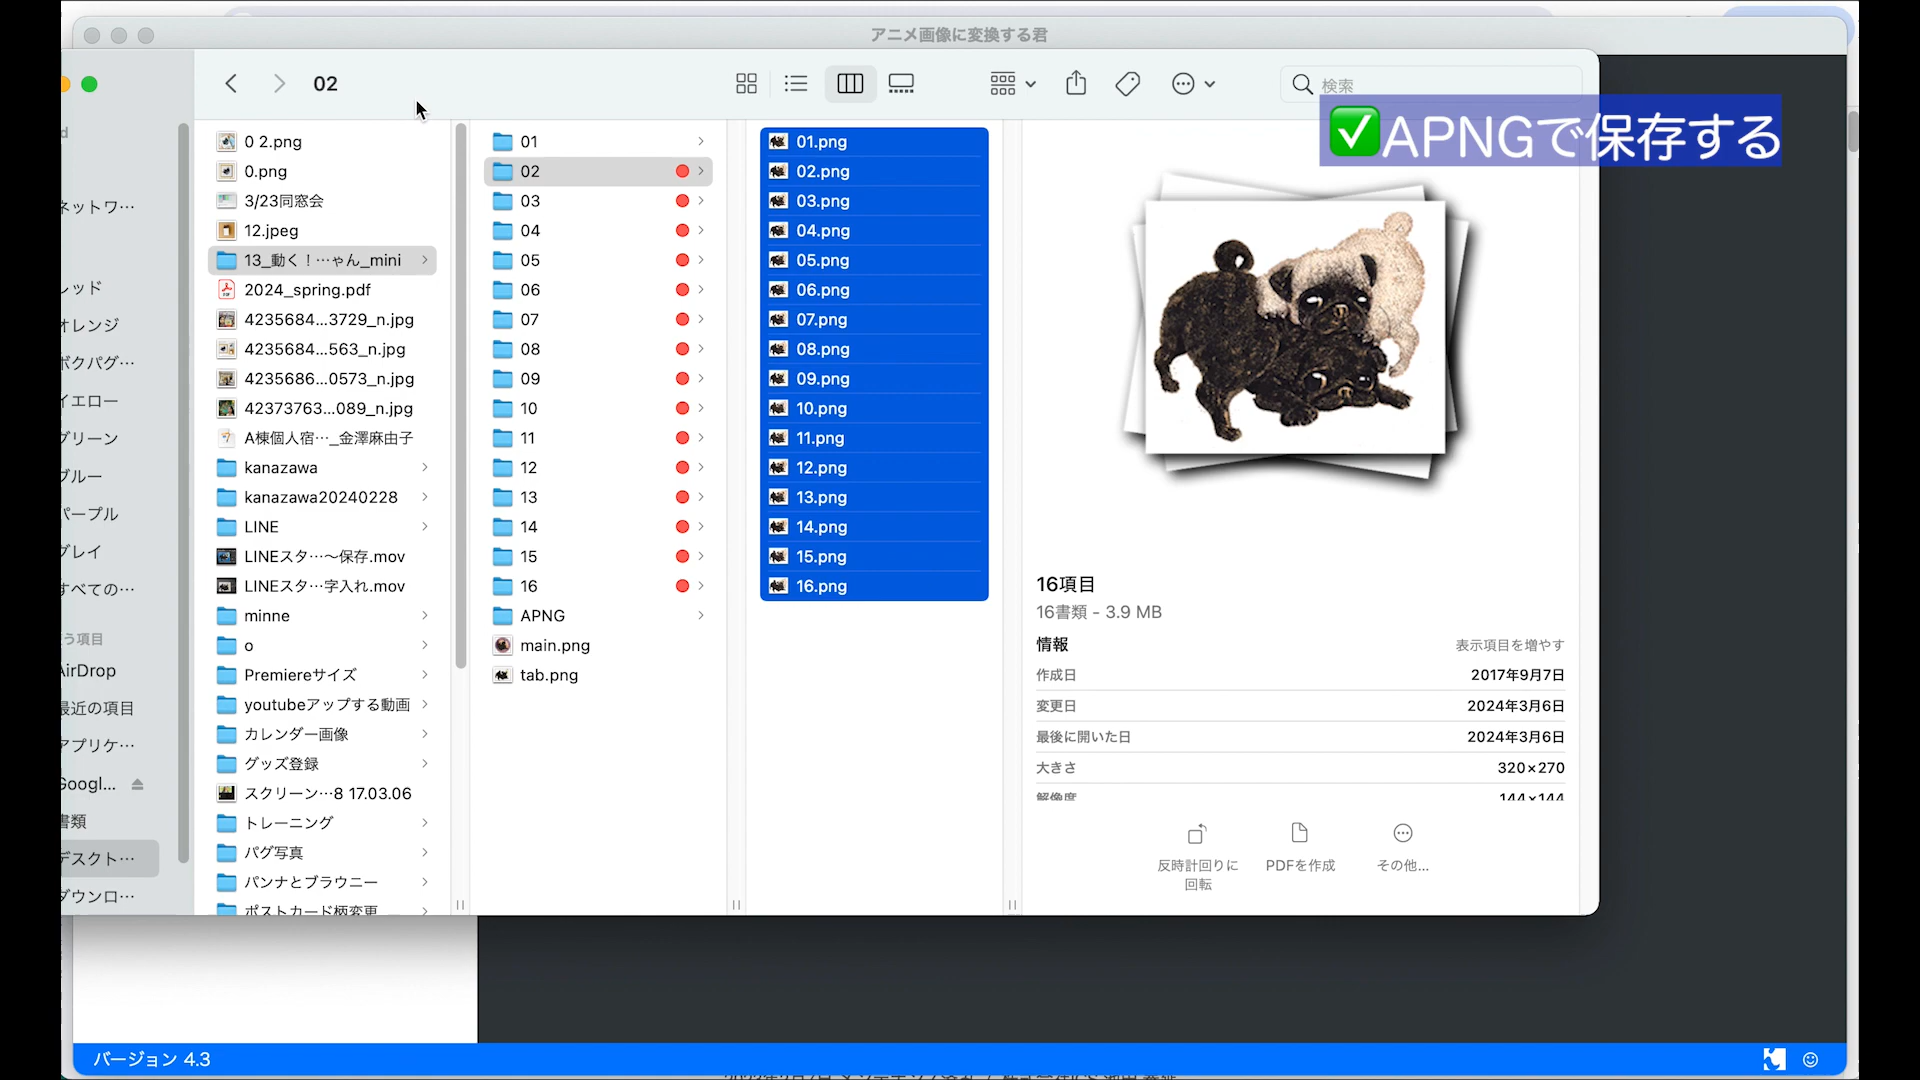 アニメ画像に変換する君
02
検索
✅APNGで保存する
d
ネットワ…
レッド
オレンジ
ボクパグ…
イエロー
グリーン
ブルー
パープル
グレイ
すべての…
う項目
AirDrop
最近の項目
アプリケ…
Googl…
書類
デスクト…
ダウンロ…
0 2.png
0.png
3/23同窓会
12.jpeg
13_動く！…ゃん_mini
2024_spring.pdf
4235684...3729_n.jpg
4235684...563_n.jpg
4235686...0573_n.jpg
42373763...089_n.jpg
A棟個人宿…_金澤麻由子
kanazawa
kanazawa20240228
LINE
LINEスタ…～保存.mov
LINEスタ…字入れ.mov
minne
o
Premiereサイズ
youtubeアップする動画
カレンダー画像
グッズ登録
スクリーン…8 17.03.06
トレーニング
パグ写真
パンナとブラウニー
ポストカード柄変更
01
02
03
04
05
06
07
08
09
10
11
12
13
14
15
16
APNG
main.png
tab.png
01.png
02.png
03.png
04.png
05.png
06.png
07.png
08.png
09.png
10.png
11.png
12.png
13.png
14.png
15.png
16.png
16項目
16書類 - 3.9 MB
情報
表示項目を増やす
作成日 2017年9月7日
変更日 2024年3月6日
最後に開いた日 2024年3月6日
大きさ 320×270
解像度 144×144
反時計回りに
回転
PDFを作成
その他...
バージョン 4.3